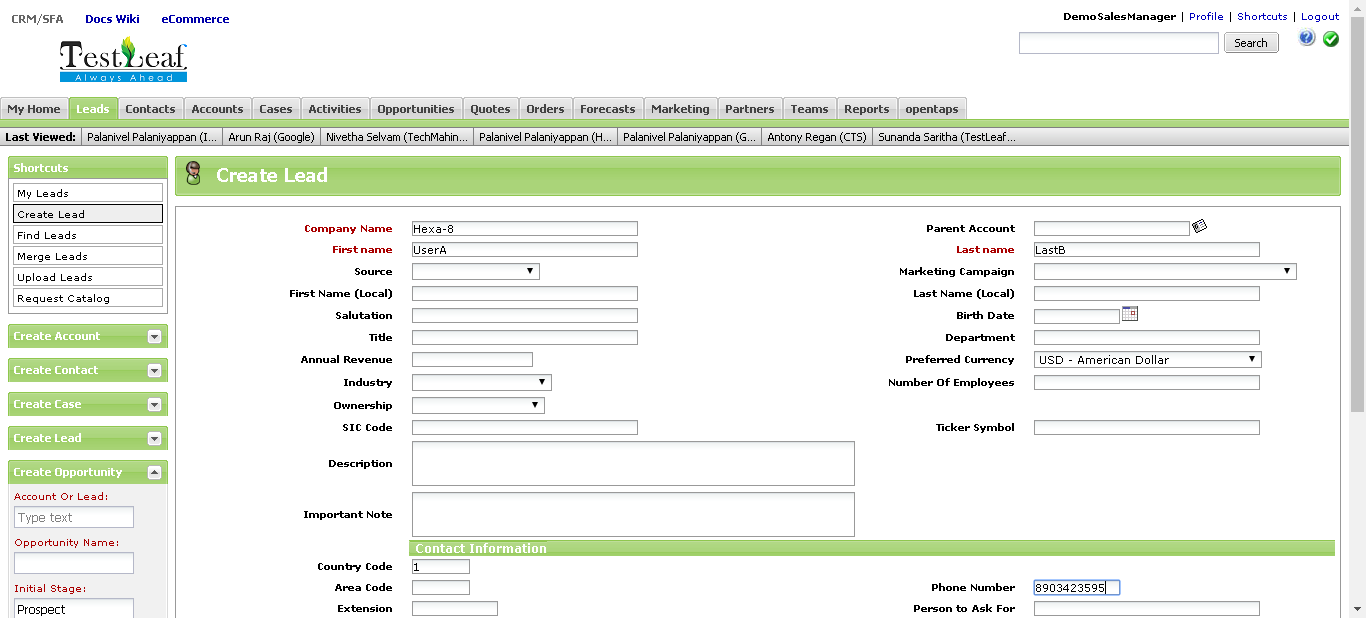 CRM/SFA Docs Wiki eCommerce
DemoSalesManager | Profile | Shortcuts | Logout
Search
TestLeaf
Always Ahead
My Home Leads Contacts Accounts Cases Activities Opportunities Quotes Orders Forecasts Marketing Partners Teams Reports opentaps
Last Viewed: Palanivel Palaniyappan (I... Arun Raj (Google) Nivetha Selvam (TechMahin... Palanivel Palaniyappan (H... Palanivel Palaniyappan (G... Antony Regan (CTS) Sunanda Saritha (TestLeaf...
Shortcuts
My Leads
Create Lead
Find Leads
Merge Leads
Upload Leads
Request Catalog
Create Account
Create Contact
Create Case
Create Lead
Create Opportunity
Account Or Lead:
Type text
Opportunity Name:
Initial Stage:
Prospect
Create Lead
Company Name Hexa-8 Parent Account
First name UserA Last name LastB
Source Marketing Campaign
First Name (Local) Last Name (Local)
Salutation Birth Date
Title Department
Annual Revenue Preferred Currency USD - American Dollar
Industry Number Of Employees
Ownership
SIC Code Ticker Symbol
Description
Important Note
Contact Information
Country Code 1
Area Code Phone Number 8903423595
Extension Person to Ask For